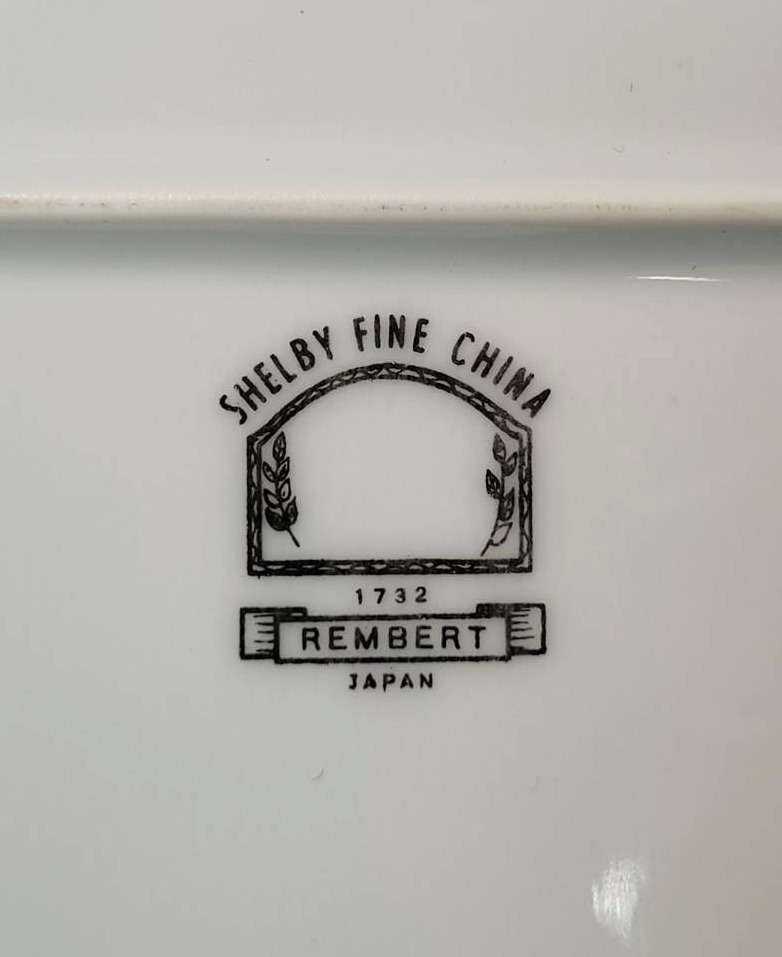 SHELBY FINE CHINA
1732
REMBERT
JAPAN